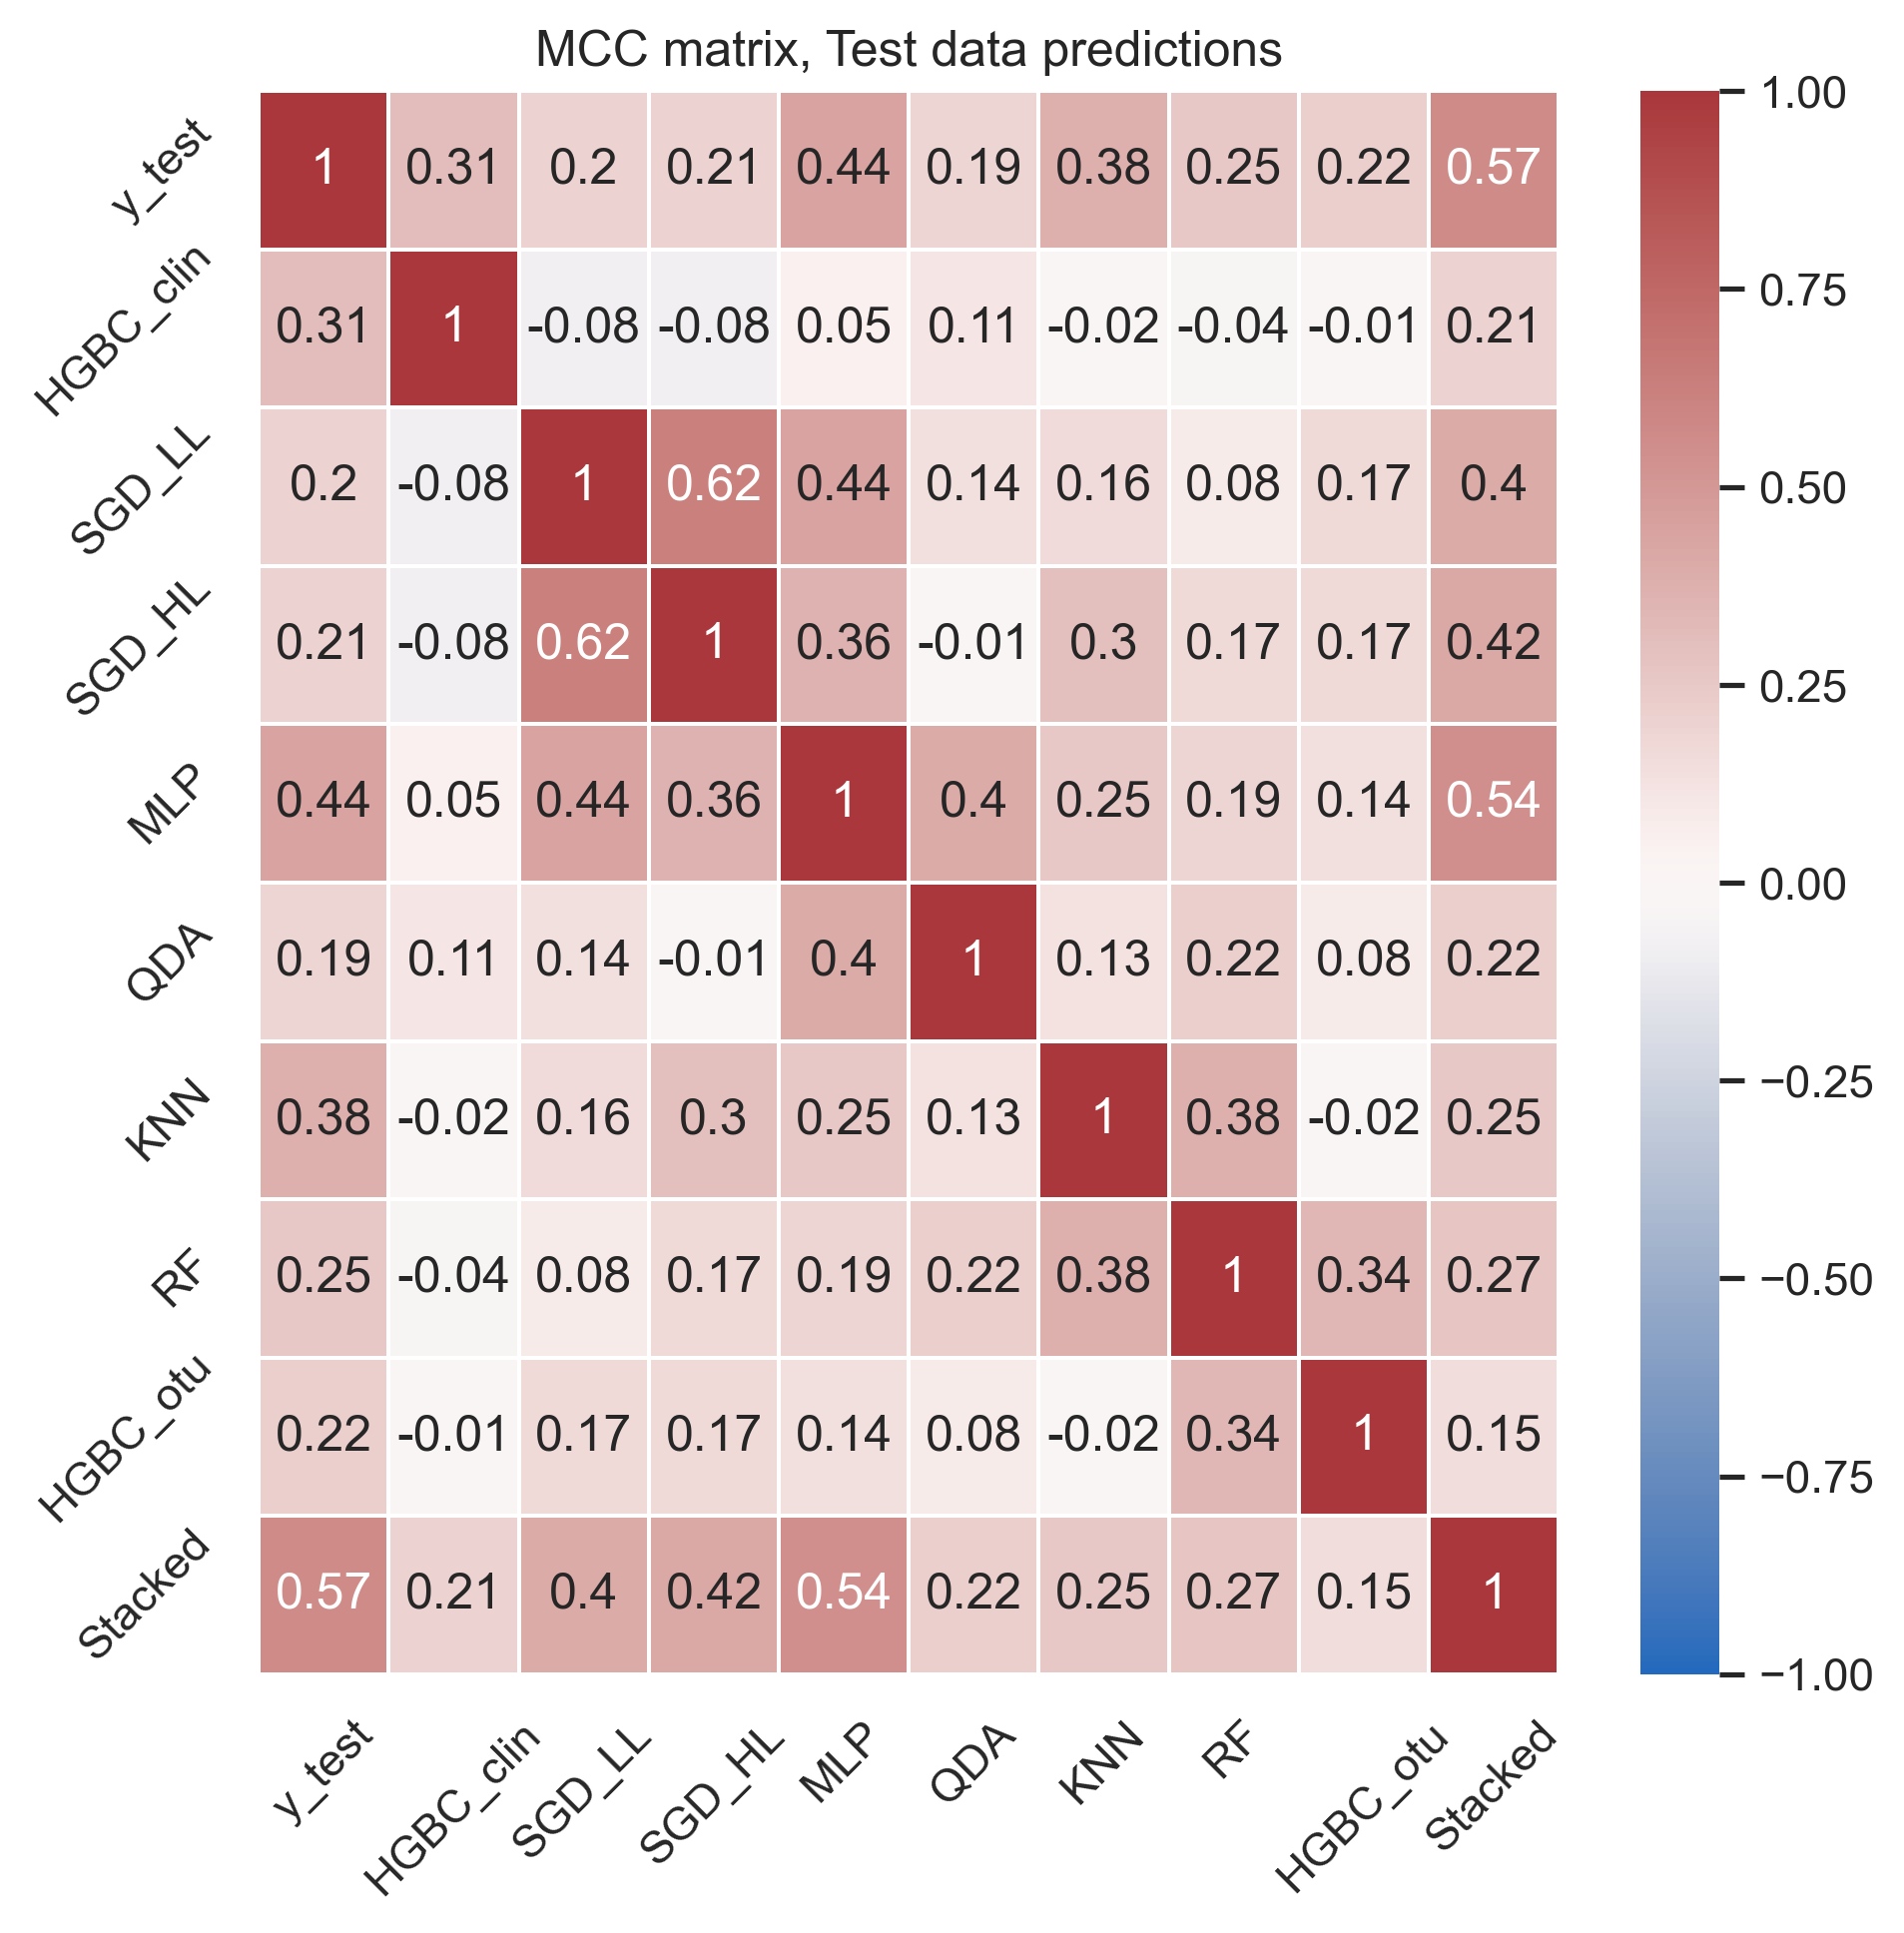 MCC matrix, Test data predictions
y_test 1 0.31 0.2 0.21 0.44 0.19 0.38 0.25 0.22 0.57
HGBC_clin 0.31 1 -0.08 -0.08 0.05 0.11 -0.02 -0.04 -0.01 0.21
SGD_LL 0.2 -0.08 1 0.62 0.44 0.14 0.16 0.08 0.17 0.4
SGD_HL 0.21 -0.08 0.62 1 0.36 -0.01 0.3 0.17 0.17 0.42
MLP 0.44 0.05 0.44 0.36 1 0.4 0.25 0.19 0.14 0.54
QDA 0.19 0.11 0.14 -0.01 0.4 1 0.13 0.22 0.08 0.22
KNN 0.38 -0.02 0.16 0.3 0.25 0.13 1 0.38 -0.02 0.25
RF 0.25 -0.04 0.08 0.17 0.19 0.22 0.38 1 0.34 0.27
HGBC_otu 0.22 -0.01 0.17 0.17 0.14 0.08 -0.02 0.34 1 0.15
Stacked 0.57 0.21 0.4 0.42 0.54 0.22 0.25 0.27 0.15 1
y_test HGBC_clin SGD_LL SGD_HL MLP QDA KNN RF HGBC_otu Stacked
1.00
0.75
0.50
0.25
0.00
−0.25
−0.50
−0.75
−1.00